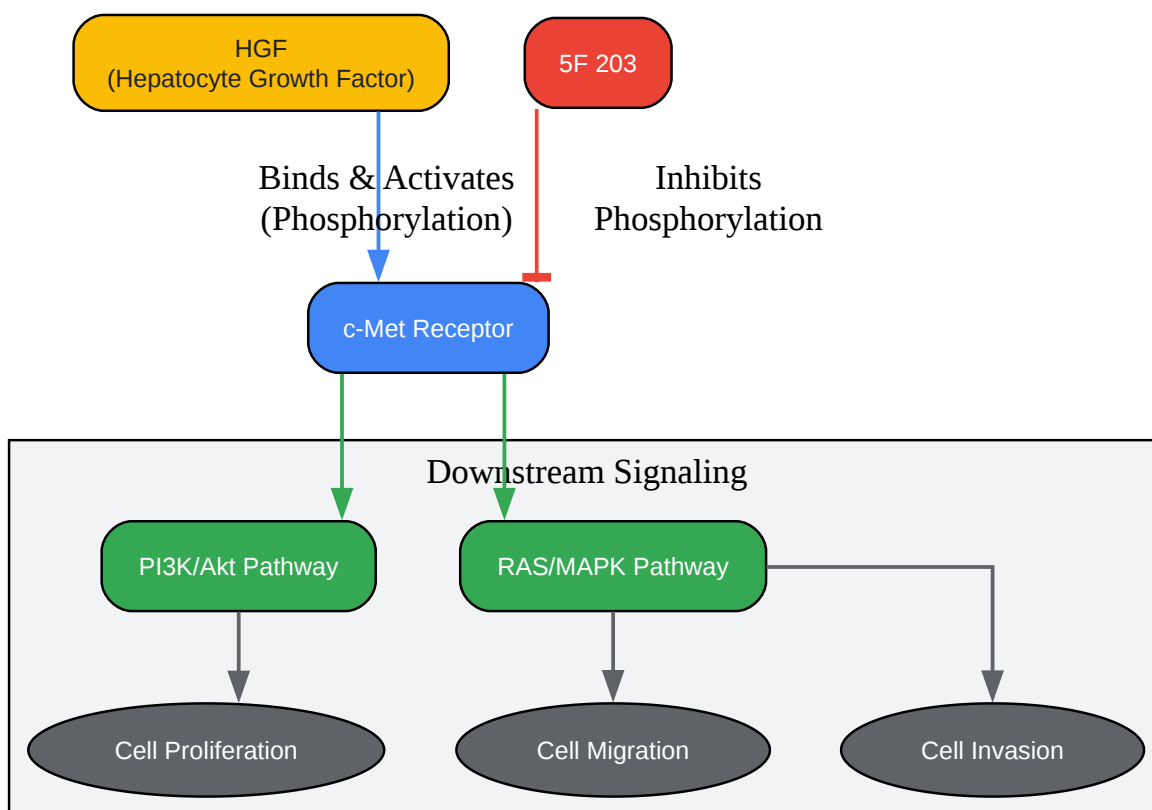 HGF
(Hepatocyte Growth Factor)
5F 203
Binds & Activates
(Phosphorylation)
Inhibits
Phosphorylation
c-Met Receptor
Downstream Signaling
PI3K/Akt Pathway
RAS/MAPK Pathway
Cell Proliferation
Cell Migration
Cell Invasion